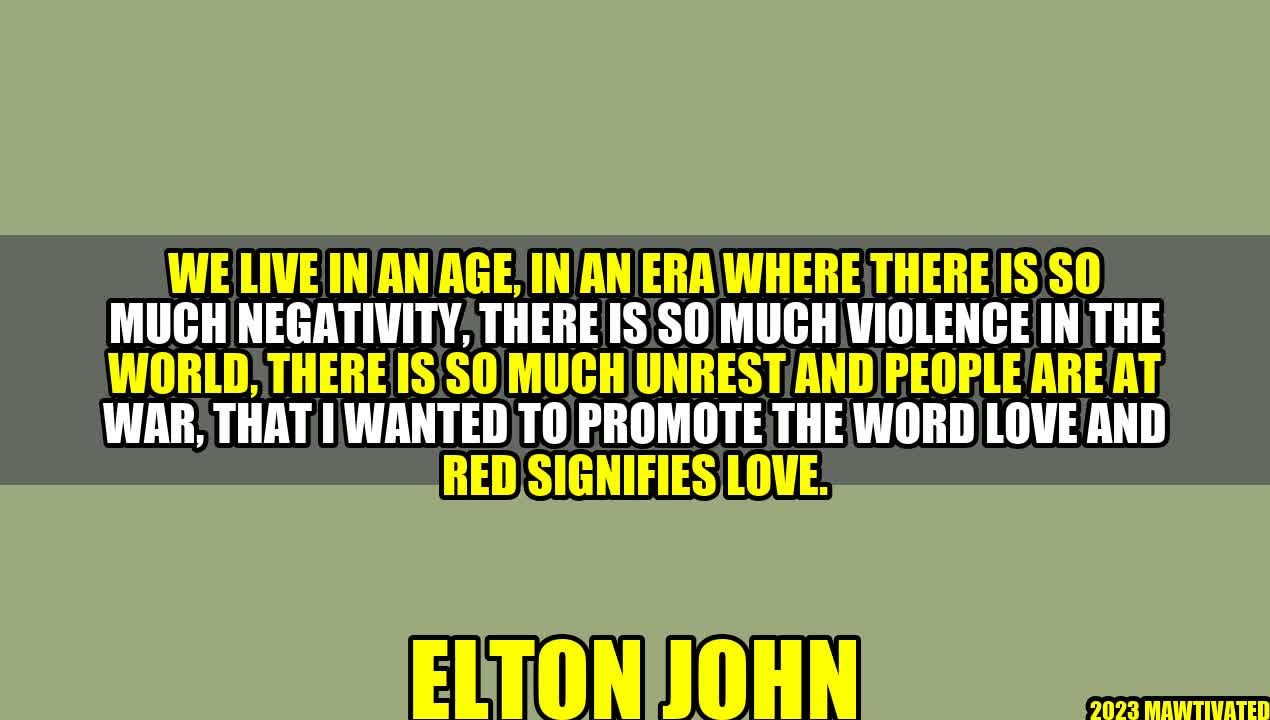 WE LIVE IN AN AGE, IN AN ERA WHERE THERE IS SO
MUCH NEGATIVITY, THERE IS SO MUCH VIOLENCE IN THE
WORLD, THERE IS SO MUCH UNREST AND PEOPLE ARE AT
WAR, THAT I WANTED TO PROMOTE THE WORD LOVE AND
RED SIGNIFIES LOVE.
ELTON JOHN
2023 MAWTIVATED